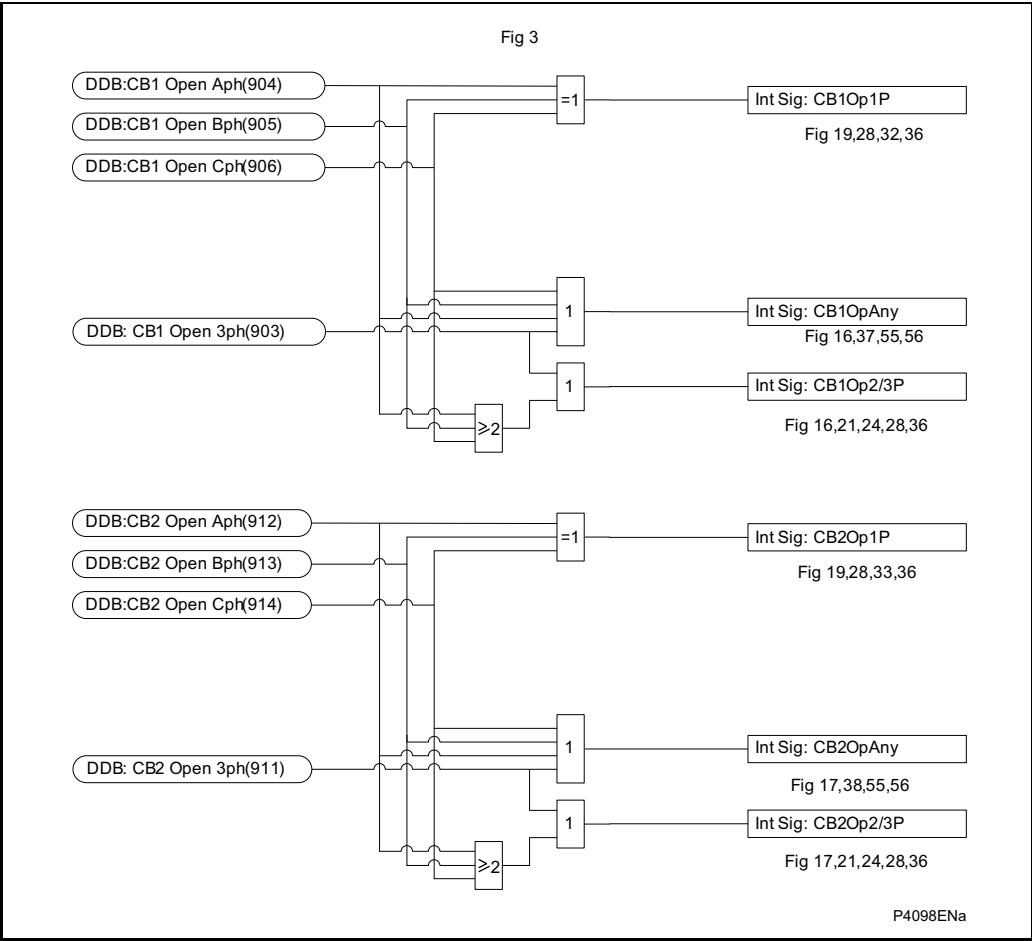 Fig 3
DDB:CB1 Open Aph(904)
DDB:CB1 Open Bph(905)
DDB:CB1 Open Cph(906)
=1
Int Sig: CB1Op1P
Fig 19,28,32,36
DDB: CB1 Open 3ph(903)
1
Int Sig: CB1OpAny
Fig 16,37,55,56
1
Int Sig: CB1Op2/3P
Fig 16,21,24,28,36
≥2
DDB:CB2 Open Aph(912)
DDB:CB2 Open Bph(913)
DDB:CB2 Open Cph(914)
=1
Int Sig: CB2Op1P
Fig 19,28,33,36
DDB: CB2 Open 3ph(911)
1
Int Sig: CB2OpAny
Fig 17,38,55,56
1
Int Sig: CB2Op2/3P
Fig 17,21,24,28,36
≥2
P4098ENa